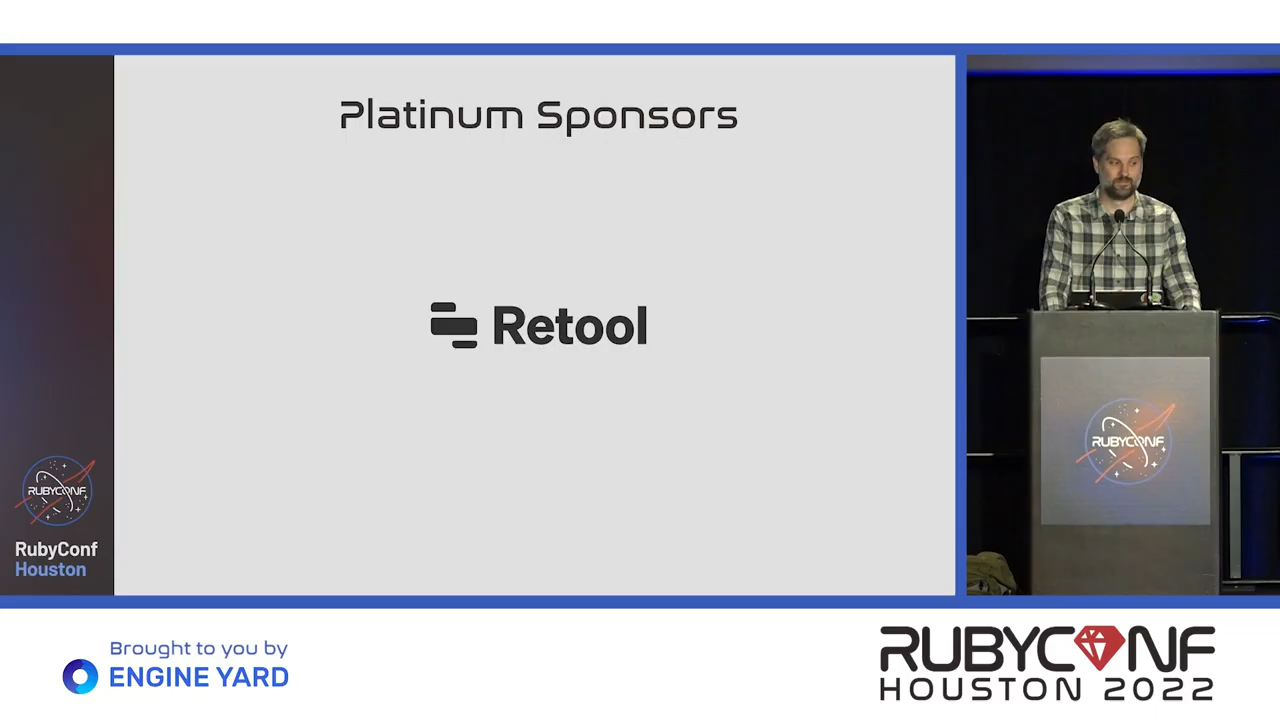 Platinum Sponsors
Retool
RUBYCONF
RUBYCONF
RubyConf
Houston
Brought to you by
ENGINE YARD
RUBYCONF
HOUSTON 2022